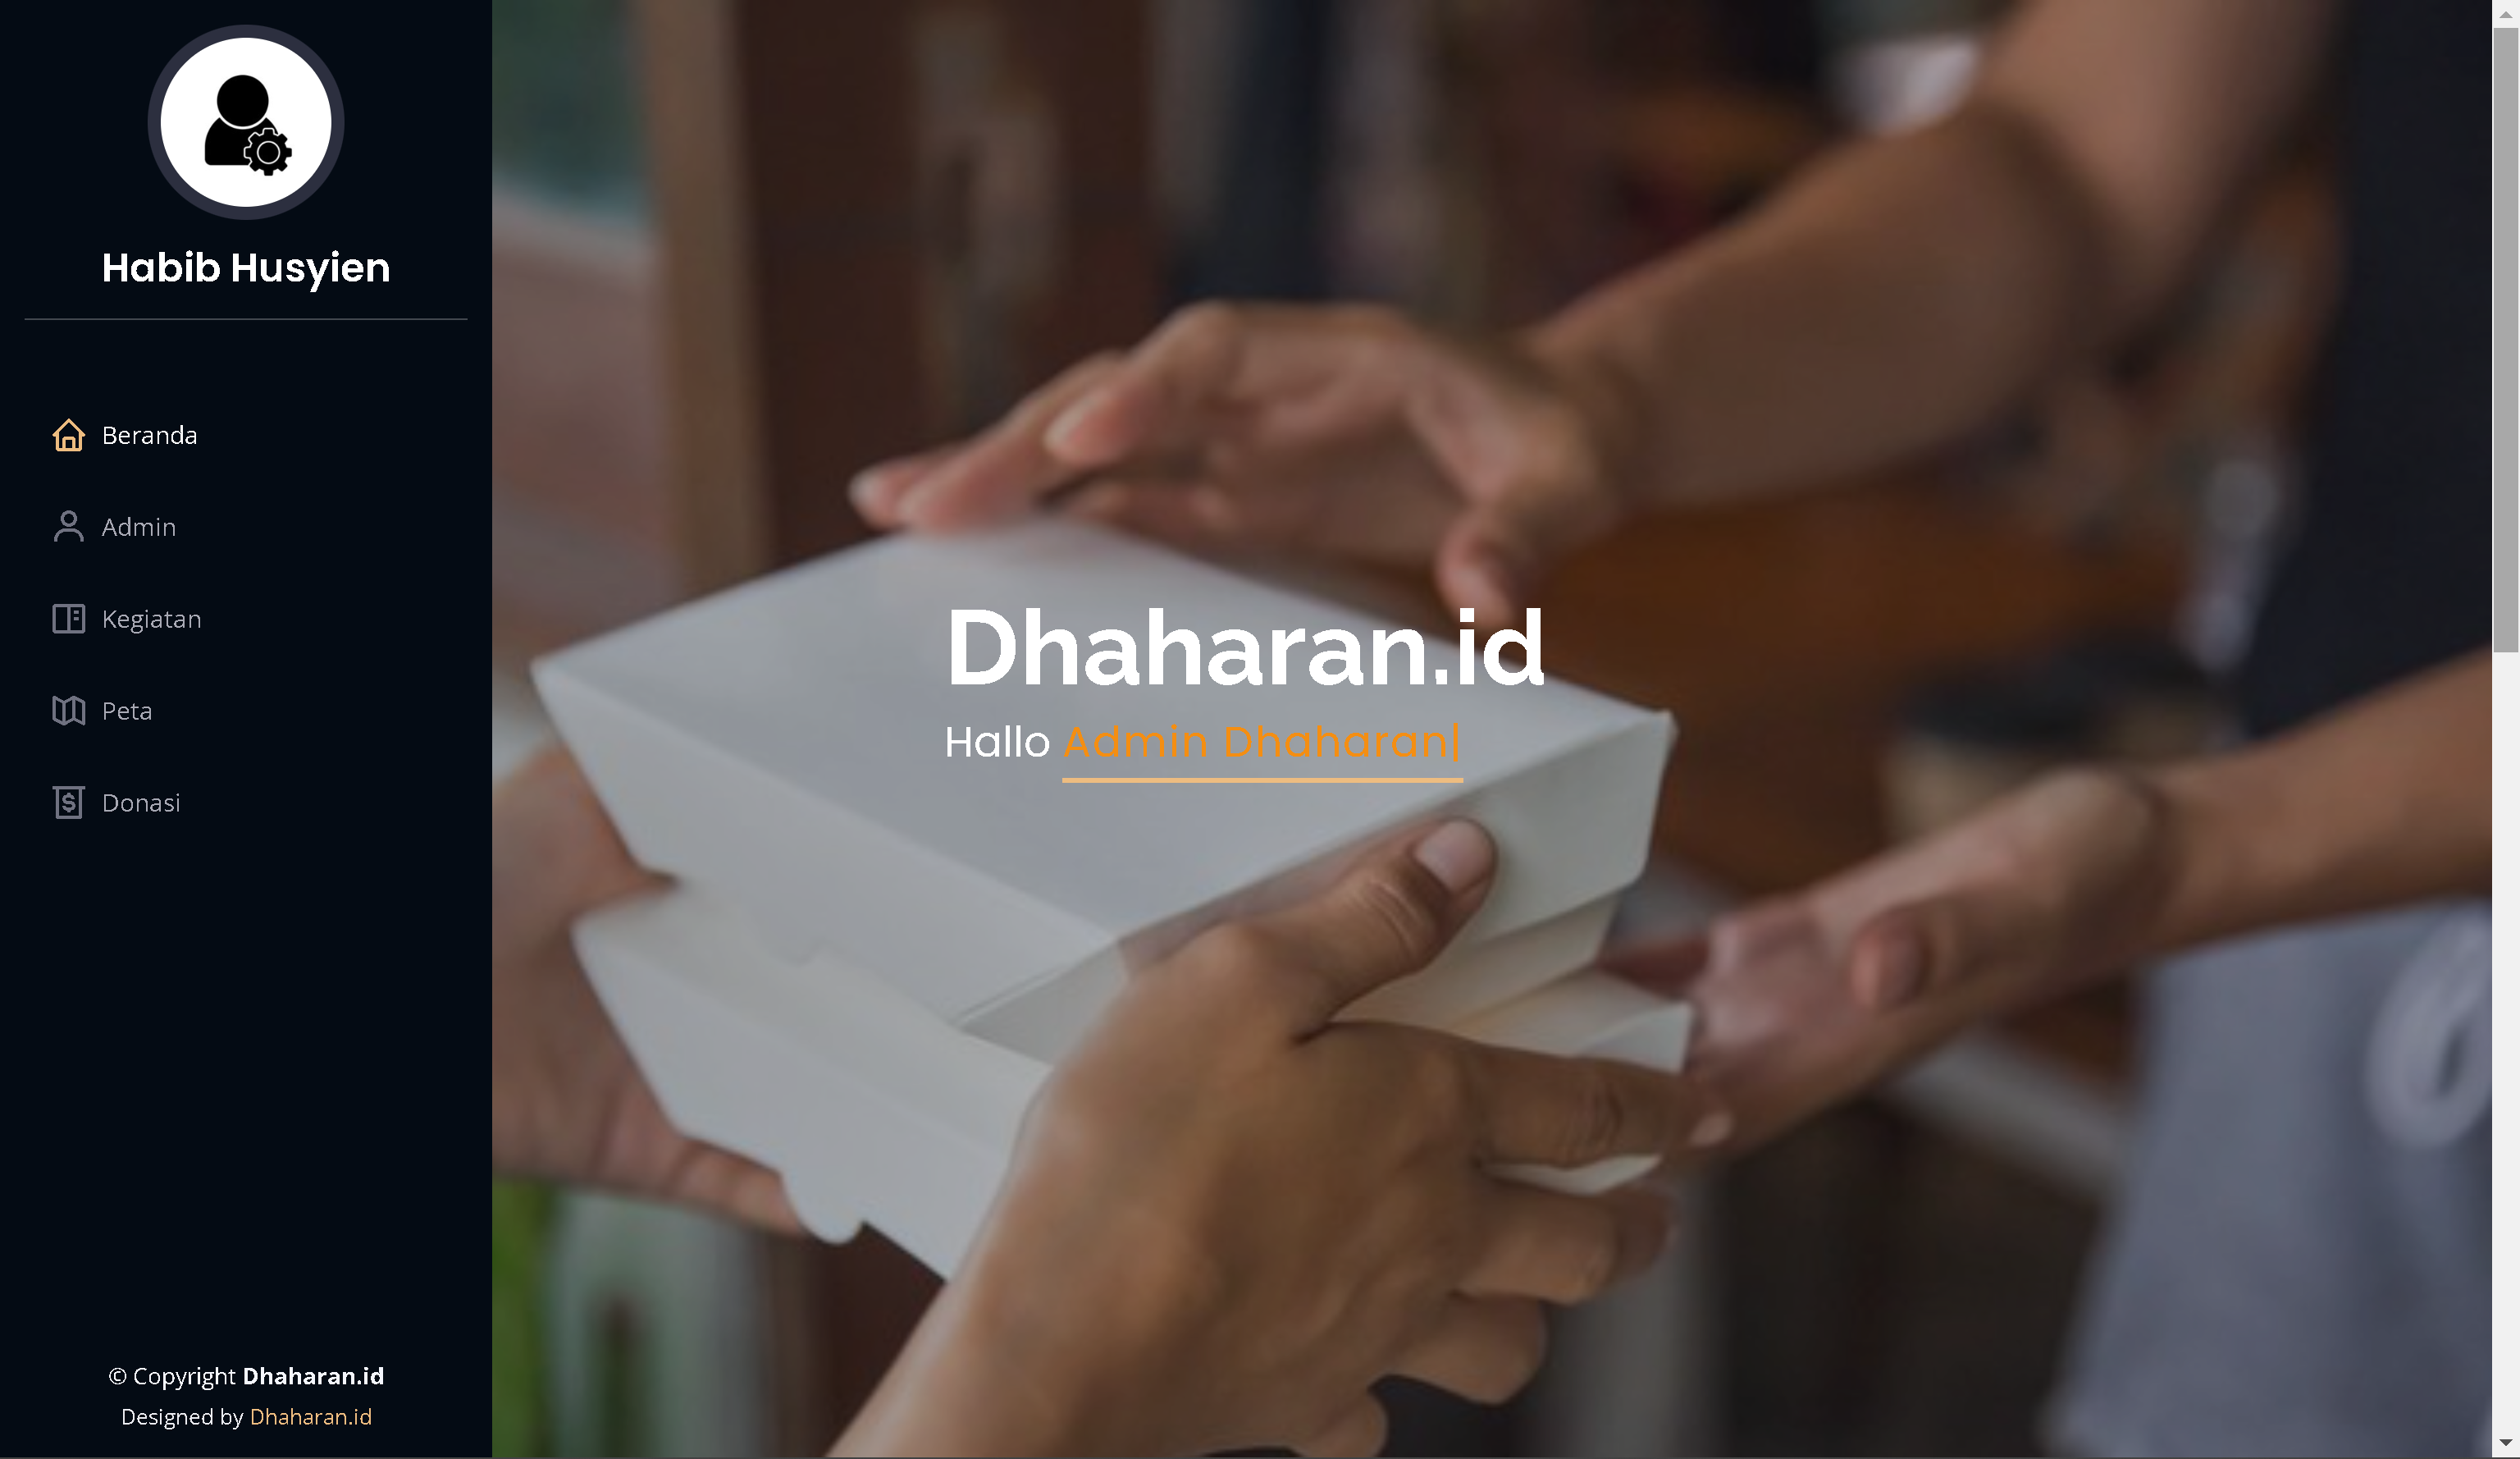 Habib Husyien
Beranda
Admin
Kegiatan
Peta
Donasi
© Copyright Dhaharan.id
Designed by Dhaharan.id
Dhaharan.id
Hallo Admin Dhaharan|